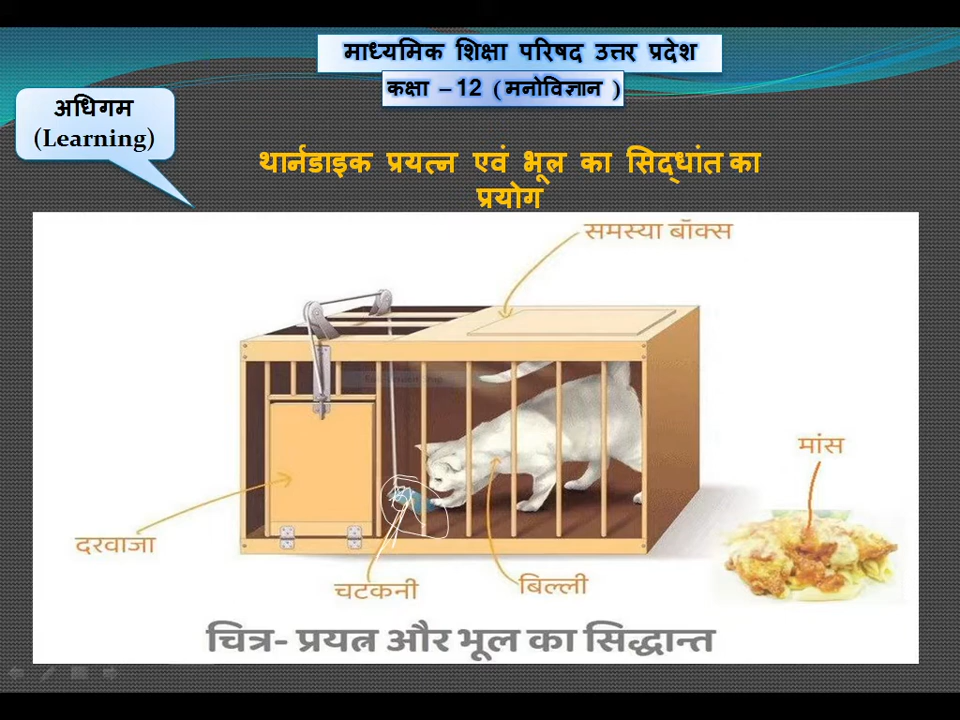 माध्यमिक शिक्षा परिषद उत्तर प्रदेश
कक्षा – 12 ( मनोविज्ञान )
अधिगम
(Learning)
थार्नडाइक प्रयत्न एवं भूल का सिद्धांत का
प्रयोग
समस्या बॉक्स
मांस
दरवाजा
चटकनी
बिल्ली
चित्र- प्रयत्न और भूल का सिद्धान्त